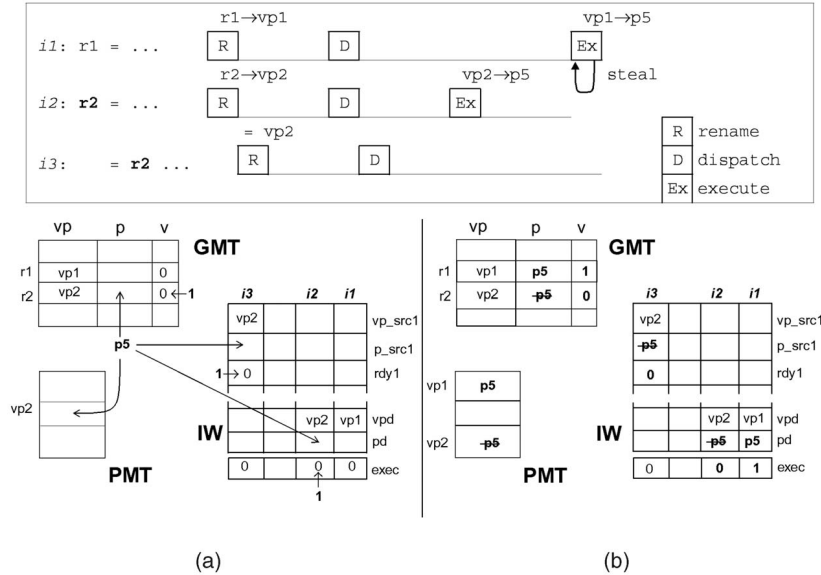 r1→vp1
vp1→p5
i1: r1 = ...
R
D
Ex
r2→vp2
vp2→p5
steal
i2: r2 = ...
R
D
Ex
= vp2
i3: = r2 ...
R
D
R rename
D dispatch
Ex execute
vp p v
GMT
r1 vp1 0
r2 vp2 0 1
p5
vp2
PMT
i3 i2 i1
vp2 vp_src1
p_src1
1 0 rdy1
IW
vp2 vp1 vpd
pd
0 0 0 exec
1
(a)
vp p v
GMT
r1 vp1 p5 1
r2 vp2 p5 0
vp1 p5
vp2 p5
PMT
i3 i2 i1
vp2 vp_src1
p5 p_src1
0 rdy1
IW
vp2 vp1 vpd
p5 p5 pd
0 0 1 exec
(b)